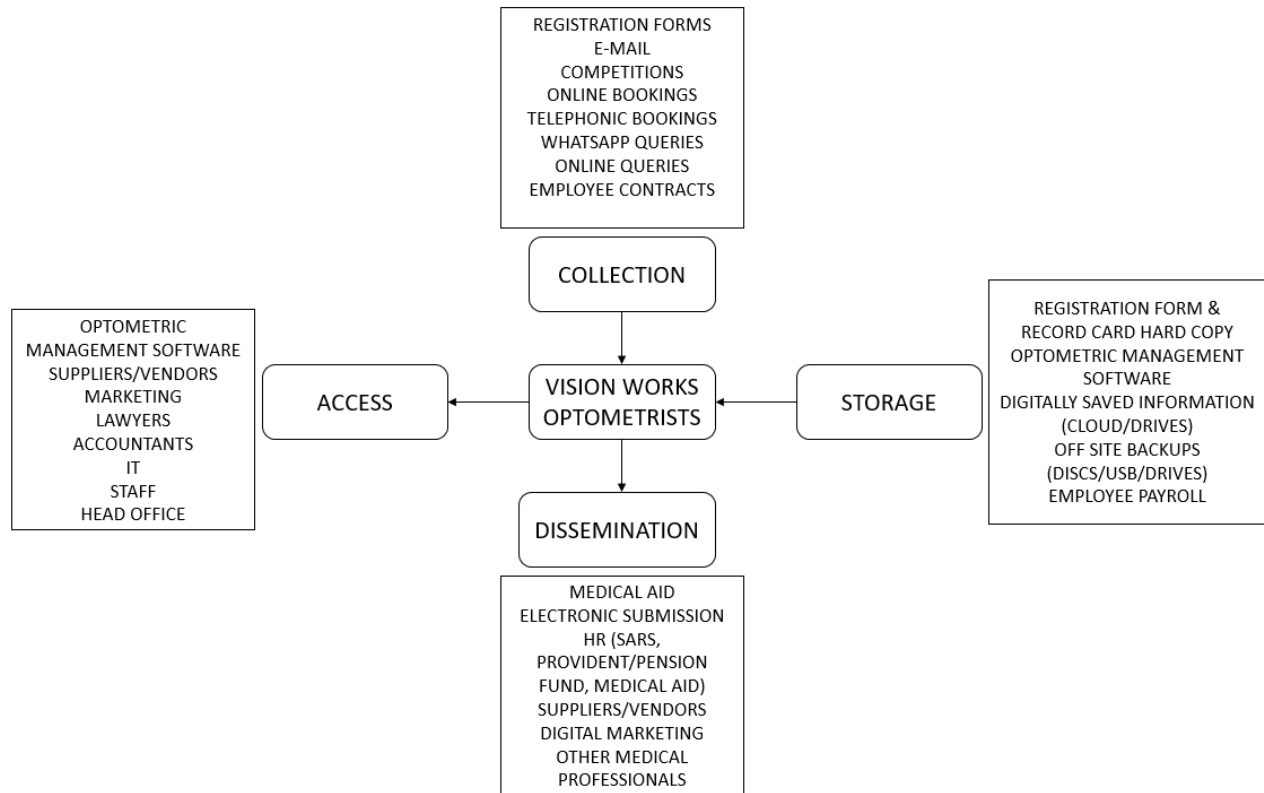 REGISTRATION FORMS
E-MAIL
COMPETITIONS
ONLINE BOOKINGS
TELEPHONIC BOOKINGS
WHATSAPP QUERIES
ONLINE QUERIES
EMPLOYEE CONTRACTS
COLLECTION
OPTOMETRIC
MANAGEMENT SOFTWARE
SUPPLIERS/VENDORS
MARKETING
LAWYERS
ACCOUNTANTS
IT
STAFF
HEAD OFFICE
ACCESS
VISION WORKS
OPTOMETRISTS
STORAGE
REGISTRATION FORM &
RECORD CARD HARD COPY
OPTOMETRIC MANAGEMENT
SOFTWARE
DIGITALLY SAVED INFORMATION
(CLOUD/DRIVES)
OFF SITE BACKUPS
(DISCS/USB/DRIVES)
EMPLOYEE PAYROLL
DISSEMINATION
MEDICAL AID
ELECTRONIC SUBMISSION
HR (SARS,
PROVIDENT/PENSION
FUND, MEDICAL AID)
SUPPLIERS/VENDORS
DIGITAL MARKETING
OTHER MEDICAL
PROFESSIONALS